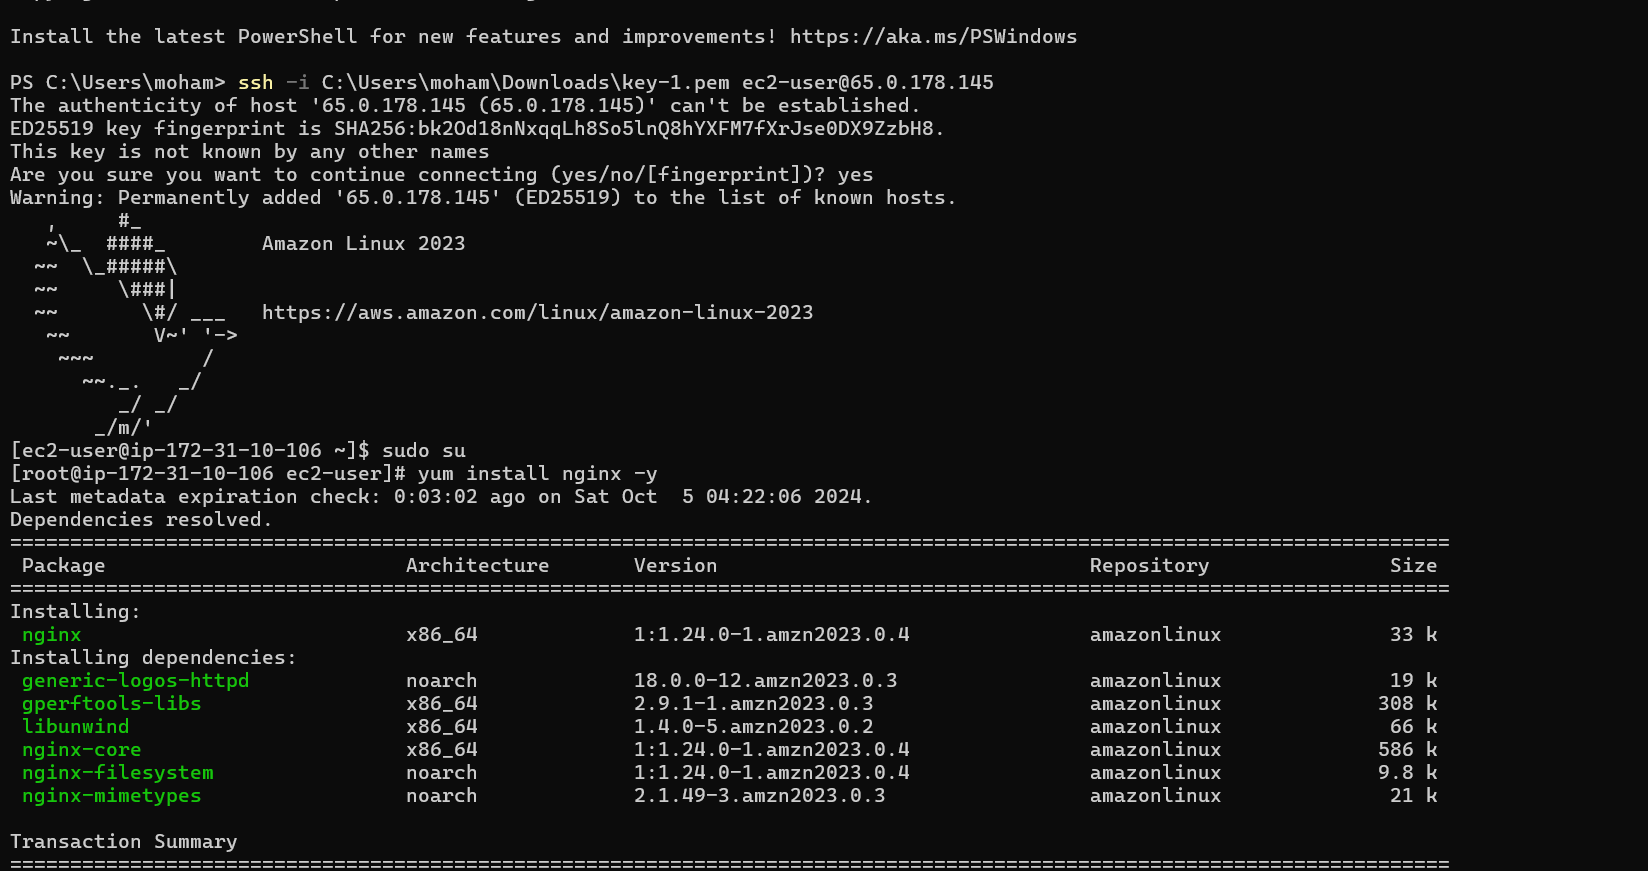 Install the latest PowerShell for new features and improvements! https://aka.ms/PSWindows
PS C:\Users\moham> ssh -i C:\Users\moham\Downloads\key-1.pem ec2-user@65.0.178.145
The authenticity of host '65.0.178.145 (65.0.178.145)' can't be established.
ED25519 key fingerprint is SHA256:bk2Od18nNxqqLh8So5lnQ8hYXFM7fXrJse0DX9ZzbH8.
This key is not known by any other names
Are you sure you want to continue connecting (yes/no/[fingerprint])? yes
Warning: Permanently added '65.0.178.145' (ED25519) to the list of known hosts.
   ,     #_
   ~\_  ####_        Amazon Linux 2023
  ~~  \_#####\
  ~~     \###|
  ~~       \#/ ___   https://aws.amazon.com/linux/amazon-linux-2023
   ~~       V~' '->
    ~~~         /
      ~~._.   _/
         _/ _/
       _/m/'
[ec2-user@ip-172-31-10-106 ~]$ sudo su
[root@ip-172-31-10-106 ec2-user]# yum install nginx -y
Last metadata expiration check: 0:03:02 ago on Sat Oct  5 04:22:06 2024.
Dependencies resolved.
========================================================================================================================
 Package                         Architecture       Version                               Repository               Size
========================================================================================================================
Installing:
 nginx                           x86_64             1:1.24.0-1.amzn2023.0.4               amazonlinux              33 k
Installing dependencies:
 generic-logos-httpd             noarch             18.0.0-12.amzn2023.0.3                amazonlinux              19 k
 gperftools-libs                 x86_64             2.9.1-1.amzn2023.0.3                  amazonlinux             308 k
 libunwind                       x86_64             1.4.0-5.amzn2023.0.2                  amazonlinux              66 k
 nginx-core                      x86_64             1:1.24.0-1.amzn2023.0.4               amazonlinux             586 k
 nginx-filesystem                noarch             1:1.24.0-1.amzn2023.0.4               amazonlinux             9.8 k
 nginx-mimetypes                 noarch             2.1.49-3.amzn2023.0.3                 amazonlinux              21 k
Transaction Summary
========================================================================================================================